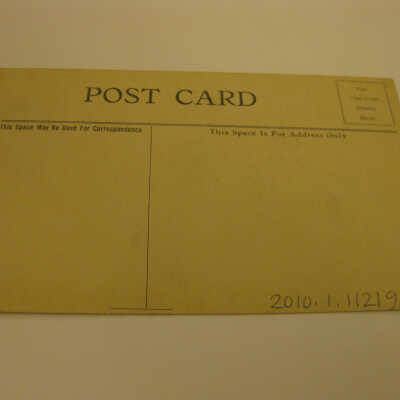 POST CARD
This Space May Be Used For Correspondence
This Space Is For Address Only
2010.1.11219